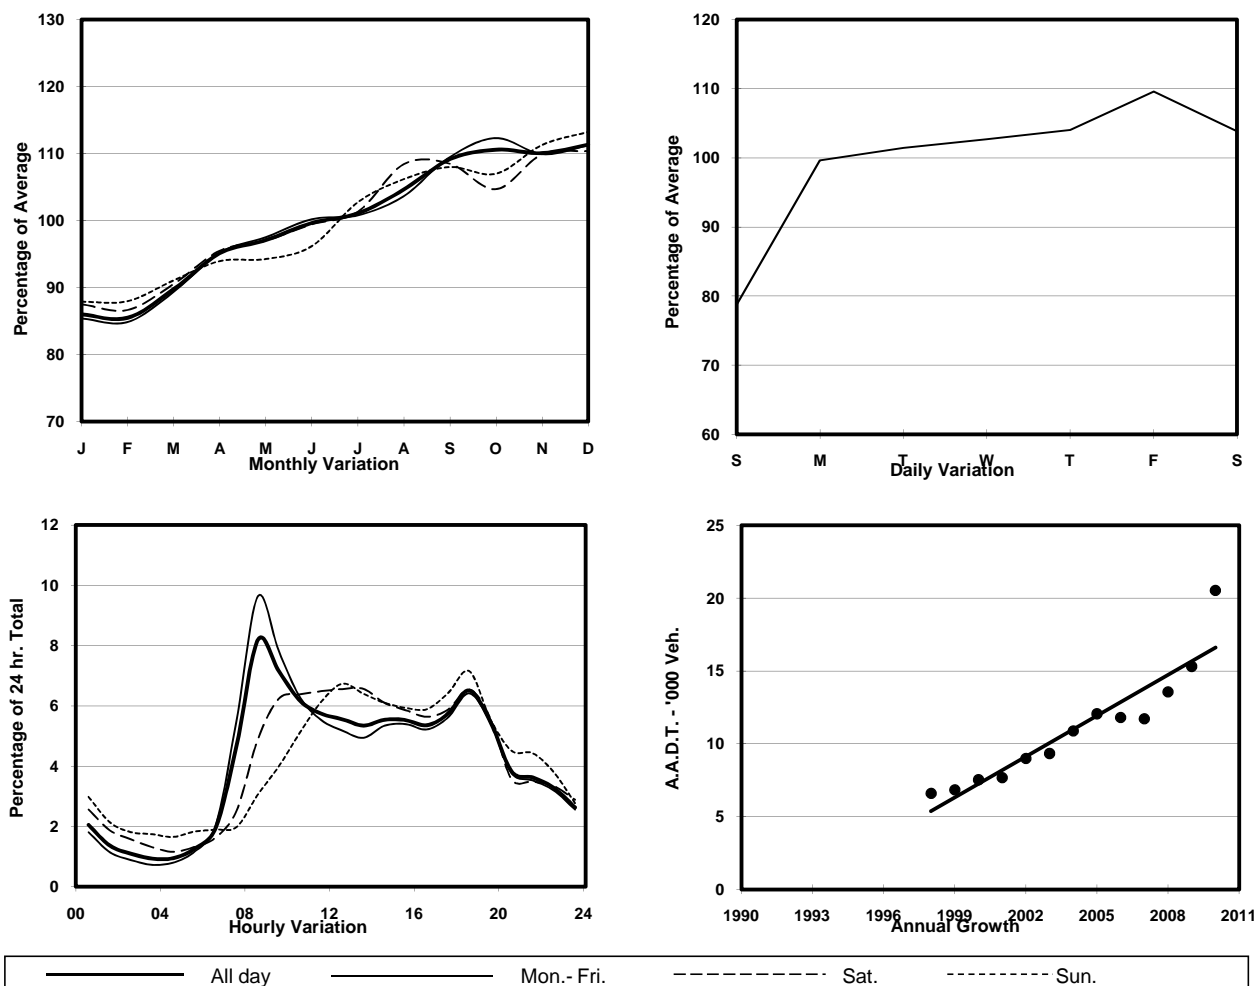 130
120
110
100
90
80
70
Percentage of Average
J F M A M J J A S O N D
Monthly Variation
120
110
100
90
80
70
60
Percentage of Average
S M T W T F S
Daily Variation
12
10
8
6
4
2
0
Percentage of 24 hr. Total
00 04 08 12 16 20 24
Hourly Variation
25
20
15
10
5
0
A.A.D.T. - '000 Veh.
1990 1993 1996 1999 2002 2005 2008 2011
Annual Growth
All day Mon.- Fri. Sat. Sun.